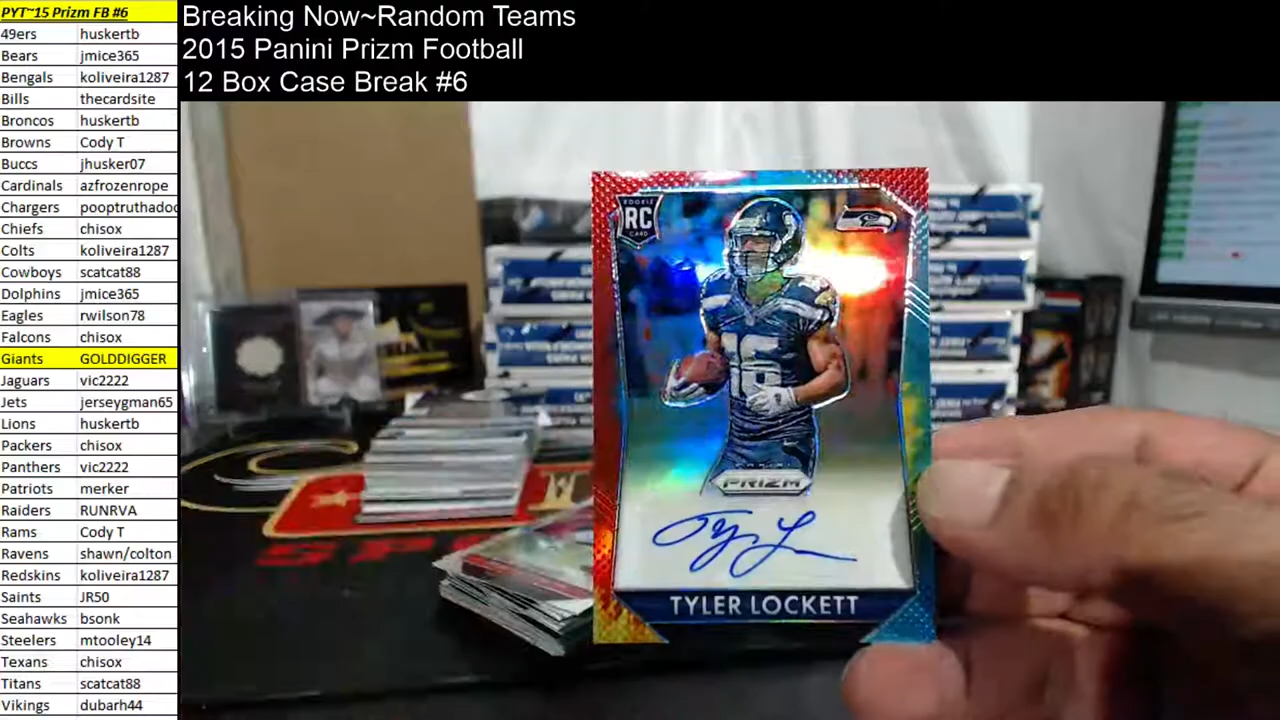 PYT~15 Prizm FB #6
49ers huskertb
Bears jmice365
Bengals koliveira1287
Bills thecardsite
Broncos huskertb
Browns Cody T
Buccs jhusker07
Cardinals azfrozenrope
Chargers pooptruthadoo
Chiefs chisox
Colts koliveira1287
Cowboys scatcat88
Dolphins jmice365
Eagles rwilson78
Falcons chisox
Giants GOLDDIGGER
Jaguars vic2222
Jets jerseygman65
Lions huskertb
Packers chisox
Panthers vic2222
Patriots merker
Raiders RUNRVA
Rams Cody T
Ravens shawn/colton
Redskins koliveira1287
Saints JR50
Seahawks bsonk
Steelers mtooley14
Texans chisox
Titans scatcat88
Vikings dubarh44
Breaking Now~Random Teams
2015 Panini Prizm Football
12 Box Case Break #6
ROOKIE
RC
CARD
16
PANINI
PRIZM
TYLER LOCKETT